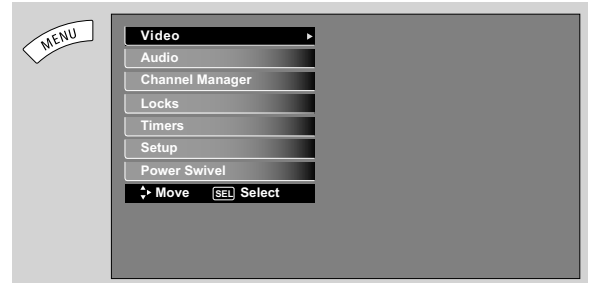 MENU
Video
Audio
Channel Manager
Locks
Timers
Setup
Power Swivel
Move SEL Select